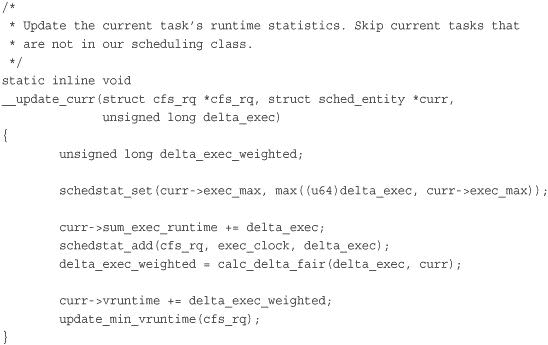 /*
 * Update the current task's runtime statistics. Skip current tasks that
 * are not in our scheduling class.
 */
static inline void
__update_curr(struct cfs_rq *cfs_rq, struct sched_entity *curr,
              unsigned long delta_exec)
{
        unsigned long delta_exec_weighted;

        schedstat_set(curr->exec_max, max((u64)delta_exec, curr->exec_max));

        curr->sum_exec_runtime += delta_exec;
        schedstat_add(cfs_rq, exec_clock, delta_exec);
        delta_exec_weighted = calc_delta_fair(delta_exec, curr);

        curr->vruntime += delta_exec_weighted;
        update_min_vruntime(cfs_rq);
}